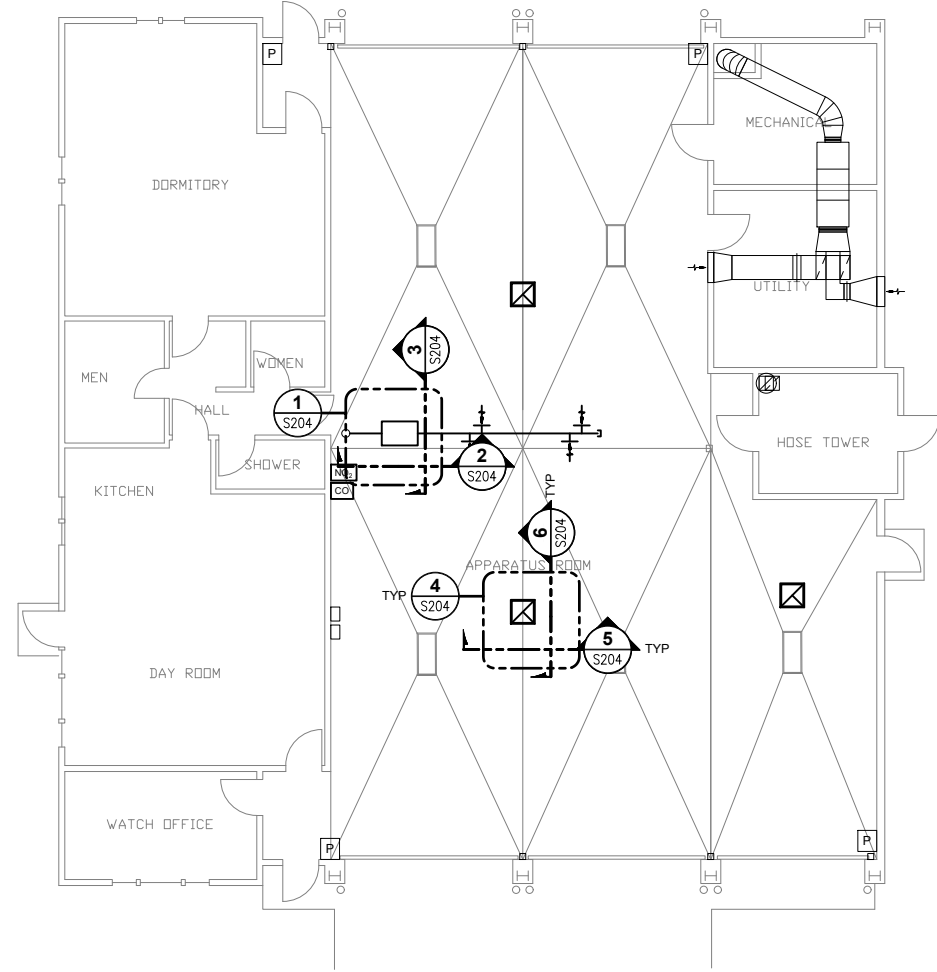 P
P
MECHANICAL
DORMITORY
UTILITY
3
S204
WOMEN
MEN
1
S204
HALL
HOSE TOWER
2
S204
SHOWER
NO2
CO
KITCHEN
TYP
6
S204
APPARATUS ROOM
4
S204
TYP
5
S204
TYP
DAY ROOM
WATCH OFFICE
P
P